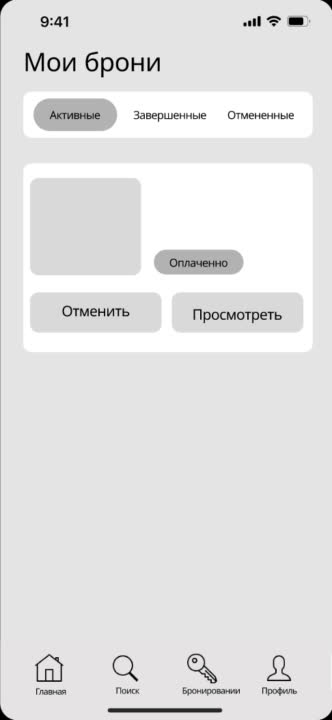 9:41
Мои брони
Активные Завершенные Отмененные
Оплаченно
Отменить Просмотреть
Главная Поиск Бронировании Профиль